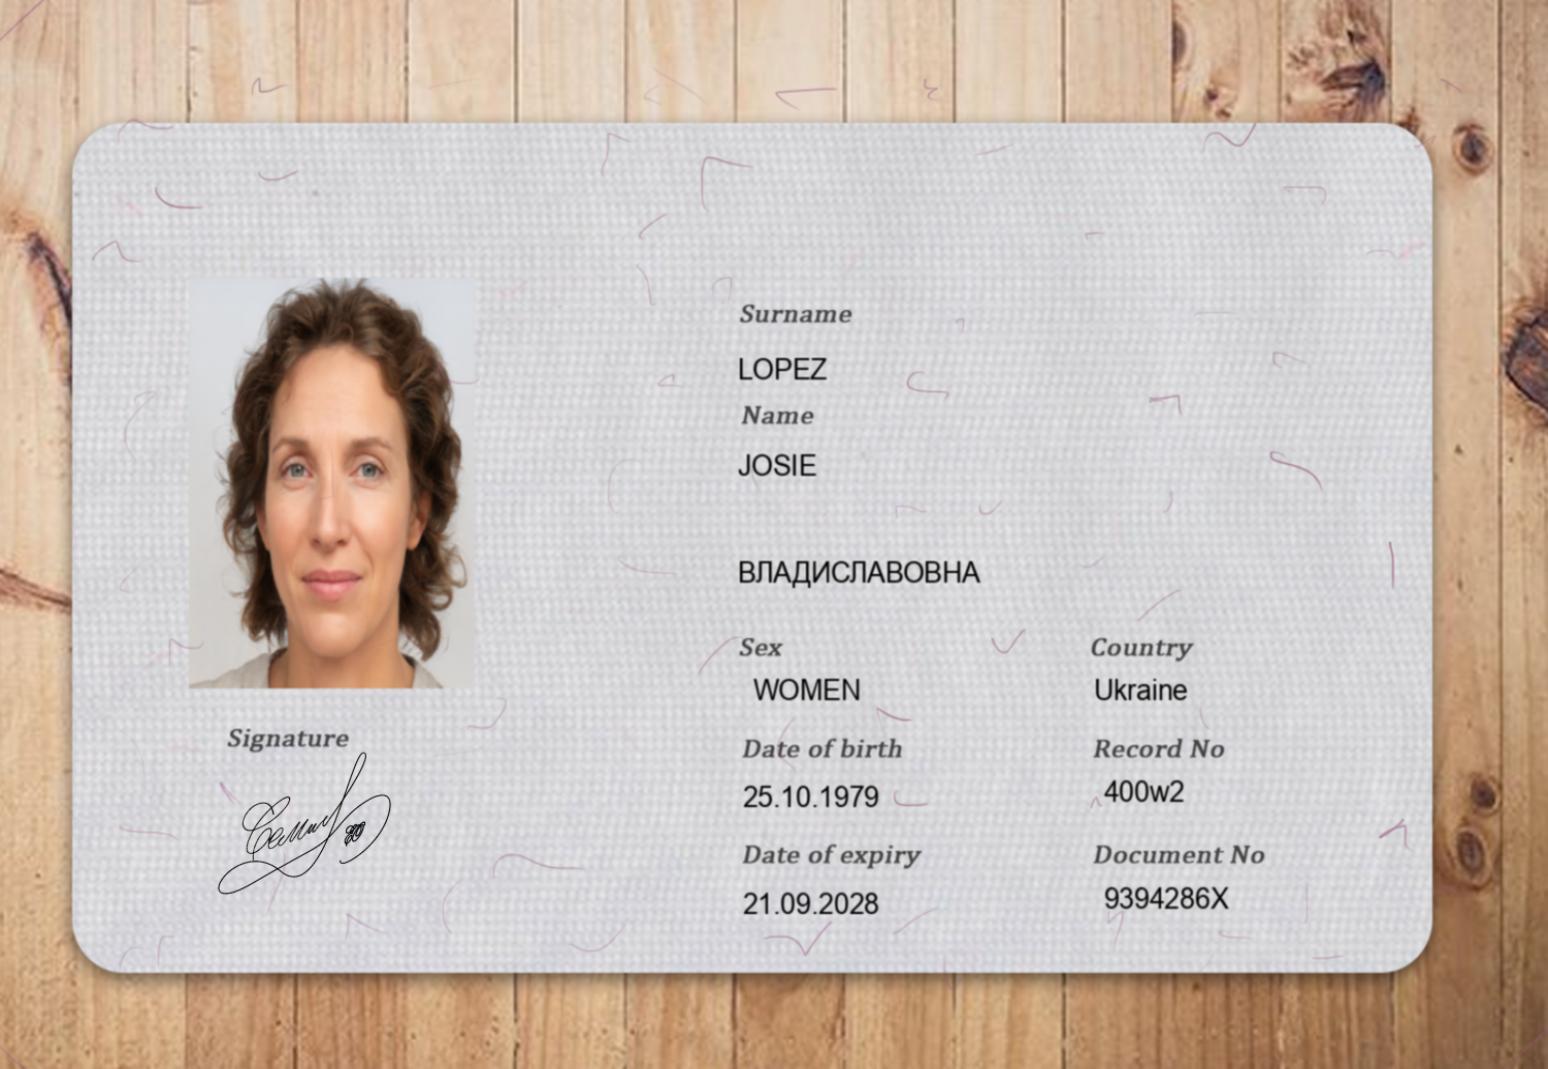 Surname
LOPEZ
Name
JOSIE
ВЛАДИСЛАВОВНА
Sex
Country
WOMEN
Ukraine
Date of birth
Record No
25.10.1979
400w2
Date of expiry
Document No
21.09.2028
9394286X
Signature